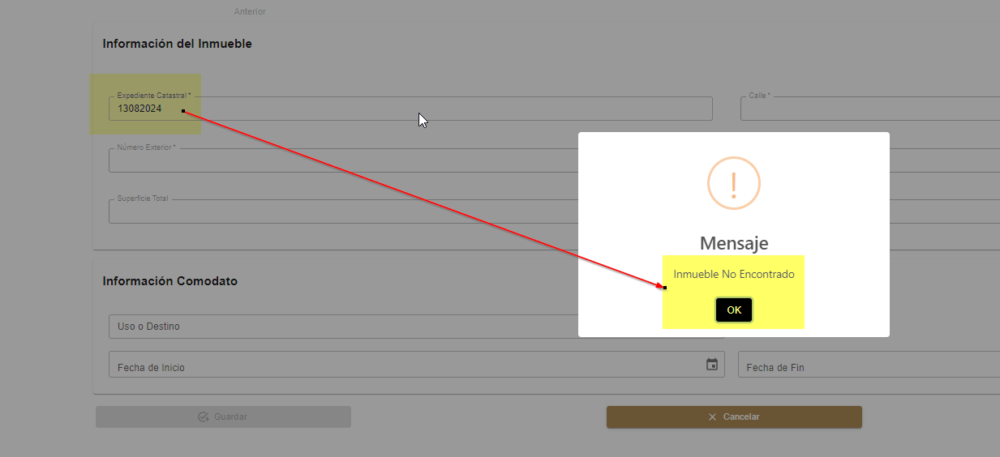 Anterior
Información del Inmueble
Expediente Catastral *
13082024
Calle *
Número Exterior *
Superficie Total
!
Mensaje
Inmueble No Encontrado
OK
Información Comodato
Uso o Destino
Fecha de Inicio
Fecha de Fin
Guardar
Cancelar